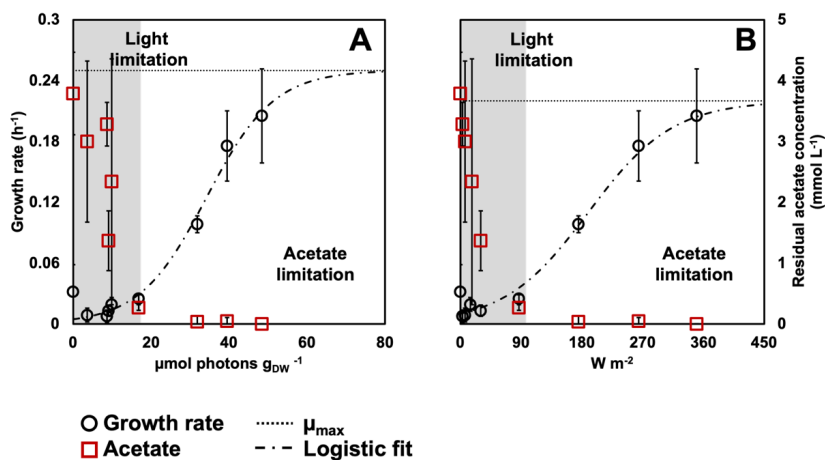 A
Light
limitation
Acetate
limitation
Growth rate (h⁻¹)
0.3
0.24
0.18
0.12
0.06
0
0 20 40 60 80
µmol photons g_DW ⁻¹
B
Light
limitation
Acetate
limitation
5
4
3
2
1
0
Residual acetate concentration
(mmol L⁻¹)
0 90 180 270 360 450
W m⁻²
Growth rate
µ_max
Acetate
Logistic fit